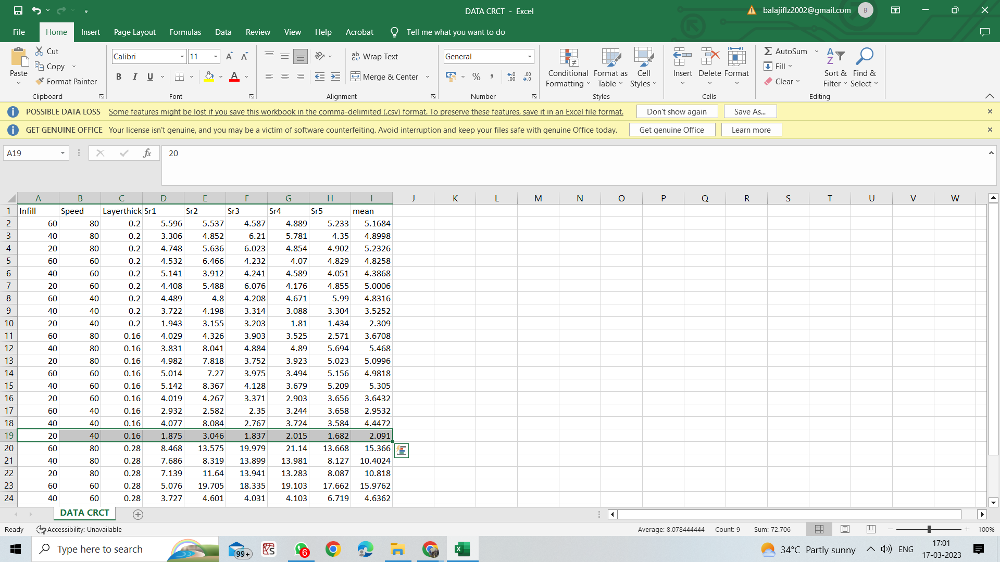 DATA CRCT - Excel
balajiflz2002@gmail.com
B
File Home Insert Page Layout Formulas Data Review View Help Acrobat Tell me what you want to do
Paste
Cut
Copy
Format Painter
Clipboard
Calibri 11
B I U
Font
Wrap Text
Merge & Center
Alignment
General
Number
Conditional Formatting
Format as Table
Cell Styles
Styles
Insert Delete Format
Cells
AutoSum
Fill
Clear
Sort & Filter
Find & Select
Editing
POSSIBLE DATA LOSS Some features might be lost if you save this workbook in the comma-delimited (.csv) format. To preserve these features, save it in an Excel file format. Don't show again Save As...
GET GENUINE OFFICE Your license isn't genuine, and you may be a victim of software counterfeiting. Avoid interruption and keep your files safe with genuine Office today. Get genuine Office Learn more
A19 fx 20
A B C D E F G H I J K L M N O P Q R S T U V W
1 Infill Speed Layerthick Sr1 Sr2 Sr3 Sr4 Sr5 mean
2 60 80 0.2 5.596 5.537 4.587 4.889 5.233 5.1684
3 40 80 0.2 3.306 4.852 6.21 5.781 4.35 4.8998
4 20 80 0.2 4.748 5.636 6.023 4.854 4.902 5.2326
5 60 60 0.2 4.532 6.466 4.232 4.07 4.829 4.8258
6 40 60 0.2 5.141 3.912 4.241 4.589 4.051 4.3868
7 20 60 0.2 4.408 5.488 6.076 4.176 4.855 5.0006
8 60 40 0.2 4.489 4.8 4.208 4.671 5.99 4.8316
9 40 40 0.2 3.722 4.198 3.314 3.088 3.304 3.5252
10 20 40 0.2 1.943 3.155 3.203 1.81 1.434 2.309
11 60 80 0.16 4.029 4.326 3.903 3.525 2.571 3.6708
12 40 80 0.16 3.831 8.041 4.884 4.89 5.694 5.468
13 20 80 0.16 4.982 7.818 3.752 3.923 5.023 5.0996
14 60 60 0.16 5.014 7.27 3.975 3.494 5.156 4.9818
15 40 60 0.16 5.142 8.367 4.128 3.679 5.209 5.305
16 20 60 0.16 4.019 4.267 3.371 2.903 3.656 3.6432
17 60 40 0.16 2.932 2.582 2.35 3.244 3.658 2.9532
18 40 40 0.16 4.077 8.084 2.767 3.724 3.584 4.4472
19 20 40 0.16 1.875 3.046 1.837 2.015 1.682 2.091
20 60 80 0.28 8.468 13.575 19.979 21.14 13.668 15.366
21 40 80 0.28 7.686 8.319 13.899 13.981 8.127 10.4024
22 20 80 0.28 7.139 11.64 13.941 13.283 8.087 10.818
23 60 60 0.28 5.076 19.705 18.335 19.103 17.662 15.9762
24 40 60 0.28 3.727 4.601 4.031 4.103 6.719 4.6362
DATA CRCT
Ready Accessibility: Unavailable Average: 8.078444444 Count: 9 Sum: 72.706 100%
Type here to search
99+
6
34°C Partly sunny
ENG
17:01
17-03-2023